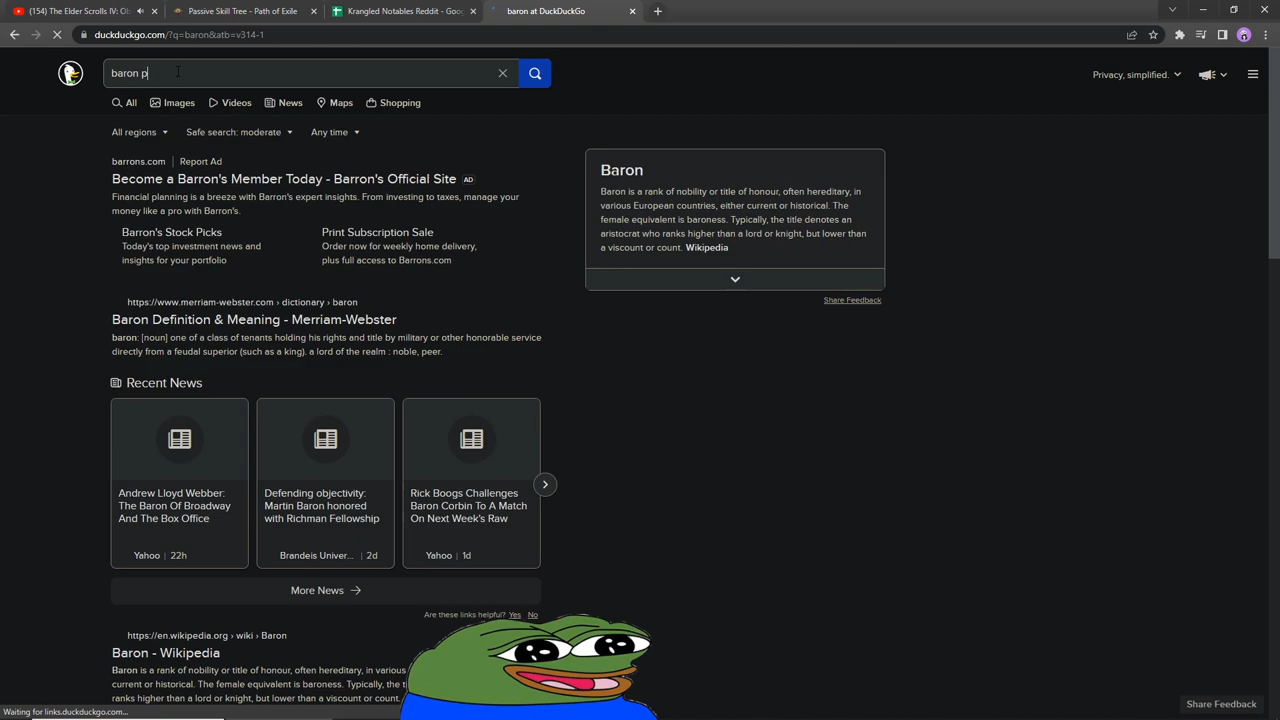 (154) The Elder Scrolls IV: Ol
Passive Skill Tree - Path of Exile
Krangled Notables Reddit - Goo
baron at DuckDuckGo
duckduckgo.com/?q=baron&atb=v314-1
baron p
Privacy, simplified.
All
Images
Videos
News
Maps
Shopping
All regions
Safe search: moderate
Any time
barrons.com | Report Ad
Become a Barron's Member Today - Barron's Official Site AD
Financial planning is a breeze with Barron's expert insights. From investing to taxes, manage your
money like a pro with Barron's.
Barron's Stock Picks
Today's top investment news and
insights for your portfolio
Print Subscription Sale
Order now for weekly home delivery,
plus full access to Barrons.com
Baron
Baron is a rank of nobility or title of honour, often hereditary, in
various European countries, either current or historical. The
female equivalent is baroness. Typically, the title denotes an
aristocrat who ranks higher than a lord or knight, but lower than
a viscount or count. Wikipedia
Share Feedback
https://www.merriam-webster.com › dictionary › baron
Baron Definition & Meaning - Merriam-Webster
baron: [noun] one of a class of tenants holding his rights and title by military or other honorable service
directly from a feudal superior (such as a king). a lord of the realm : noble, peer.
Recent News
Andrew Lloyd Webber:
The Baron Of Broadway
And The Box Office
Yahoo | 22h
Defending objectivity:
Martin Baron honored
with Richman Fellowship
Brandeis Univer... | 2d
Rick Boogs Challenges
Baron Corbin To A Match
On Next Week's Raw
Yahoo | 1d
More News
Are these links helpful? Yes No
https://en.wikipedia.org › wiki › Baron
Baron - Wikipedia
Baron is a rank of nobility or title of honour, often hereditary, in various
current or historical. The female equivalent is baroness. Typically, the
ranks higher than a lord or knight, but lower than a viscount or count.
Share Feedback
Waiting for links.duckduckgo.com...